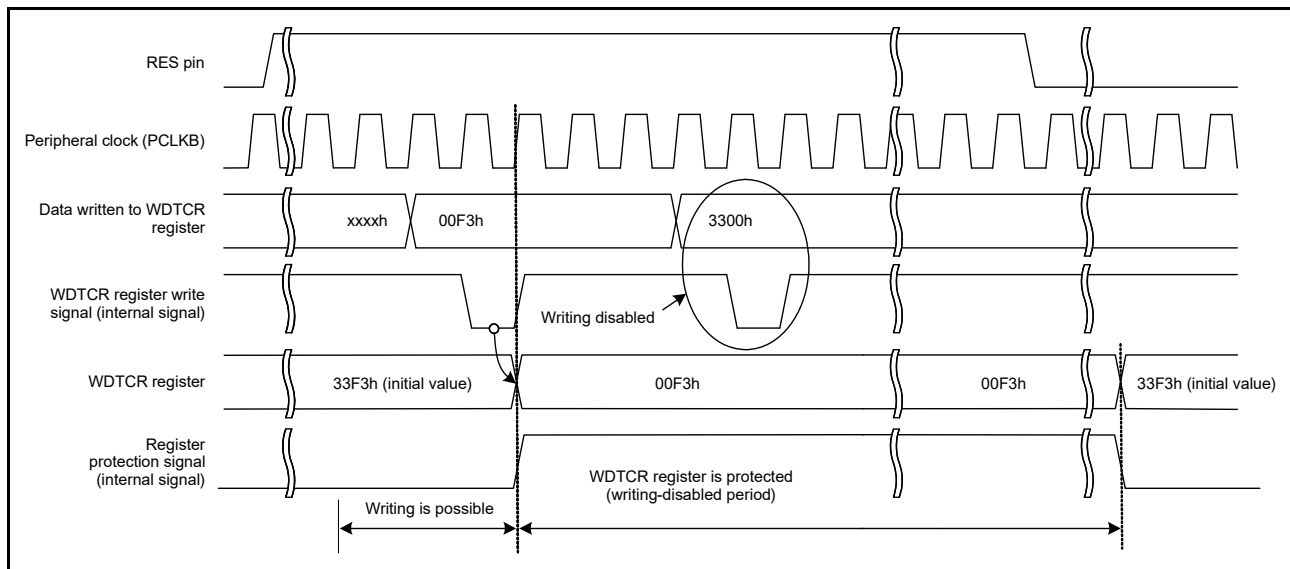 RES pin
Peripheral clock (PCLKB)
Data written to WDTCR
register
xxxxh
00F3h
3300h
WDTCR register write
signal (internal signal)
Writing disabled
WDTCR register
33F3h (initial value)
00F3h
00F3h
33F3h (initial value)
Register
protection signal
(internal signal)
WDTCR register is protected
(writing-disabled period)
Writing is possible